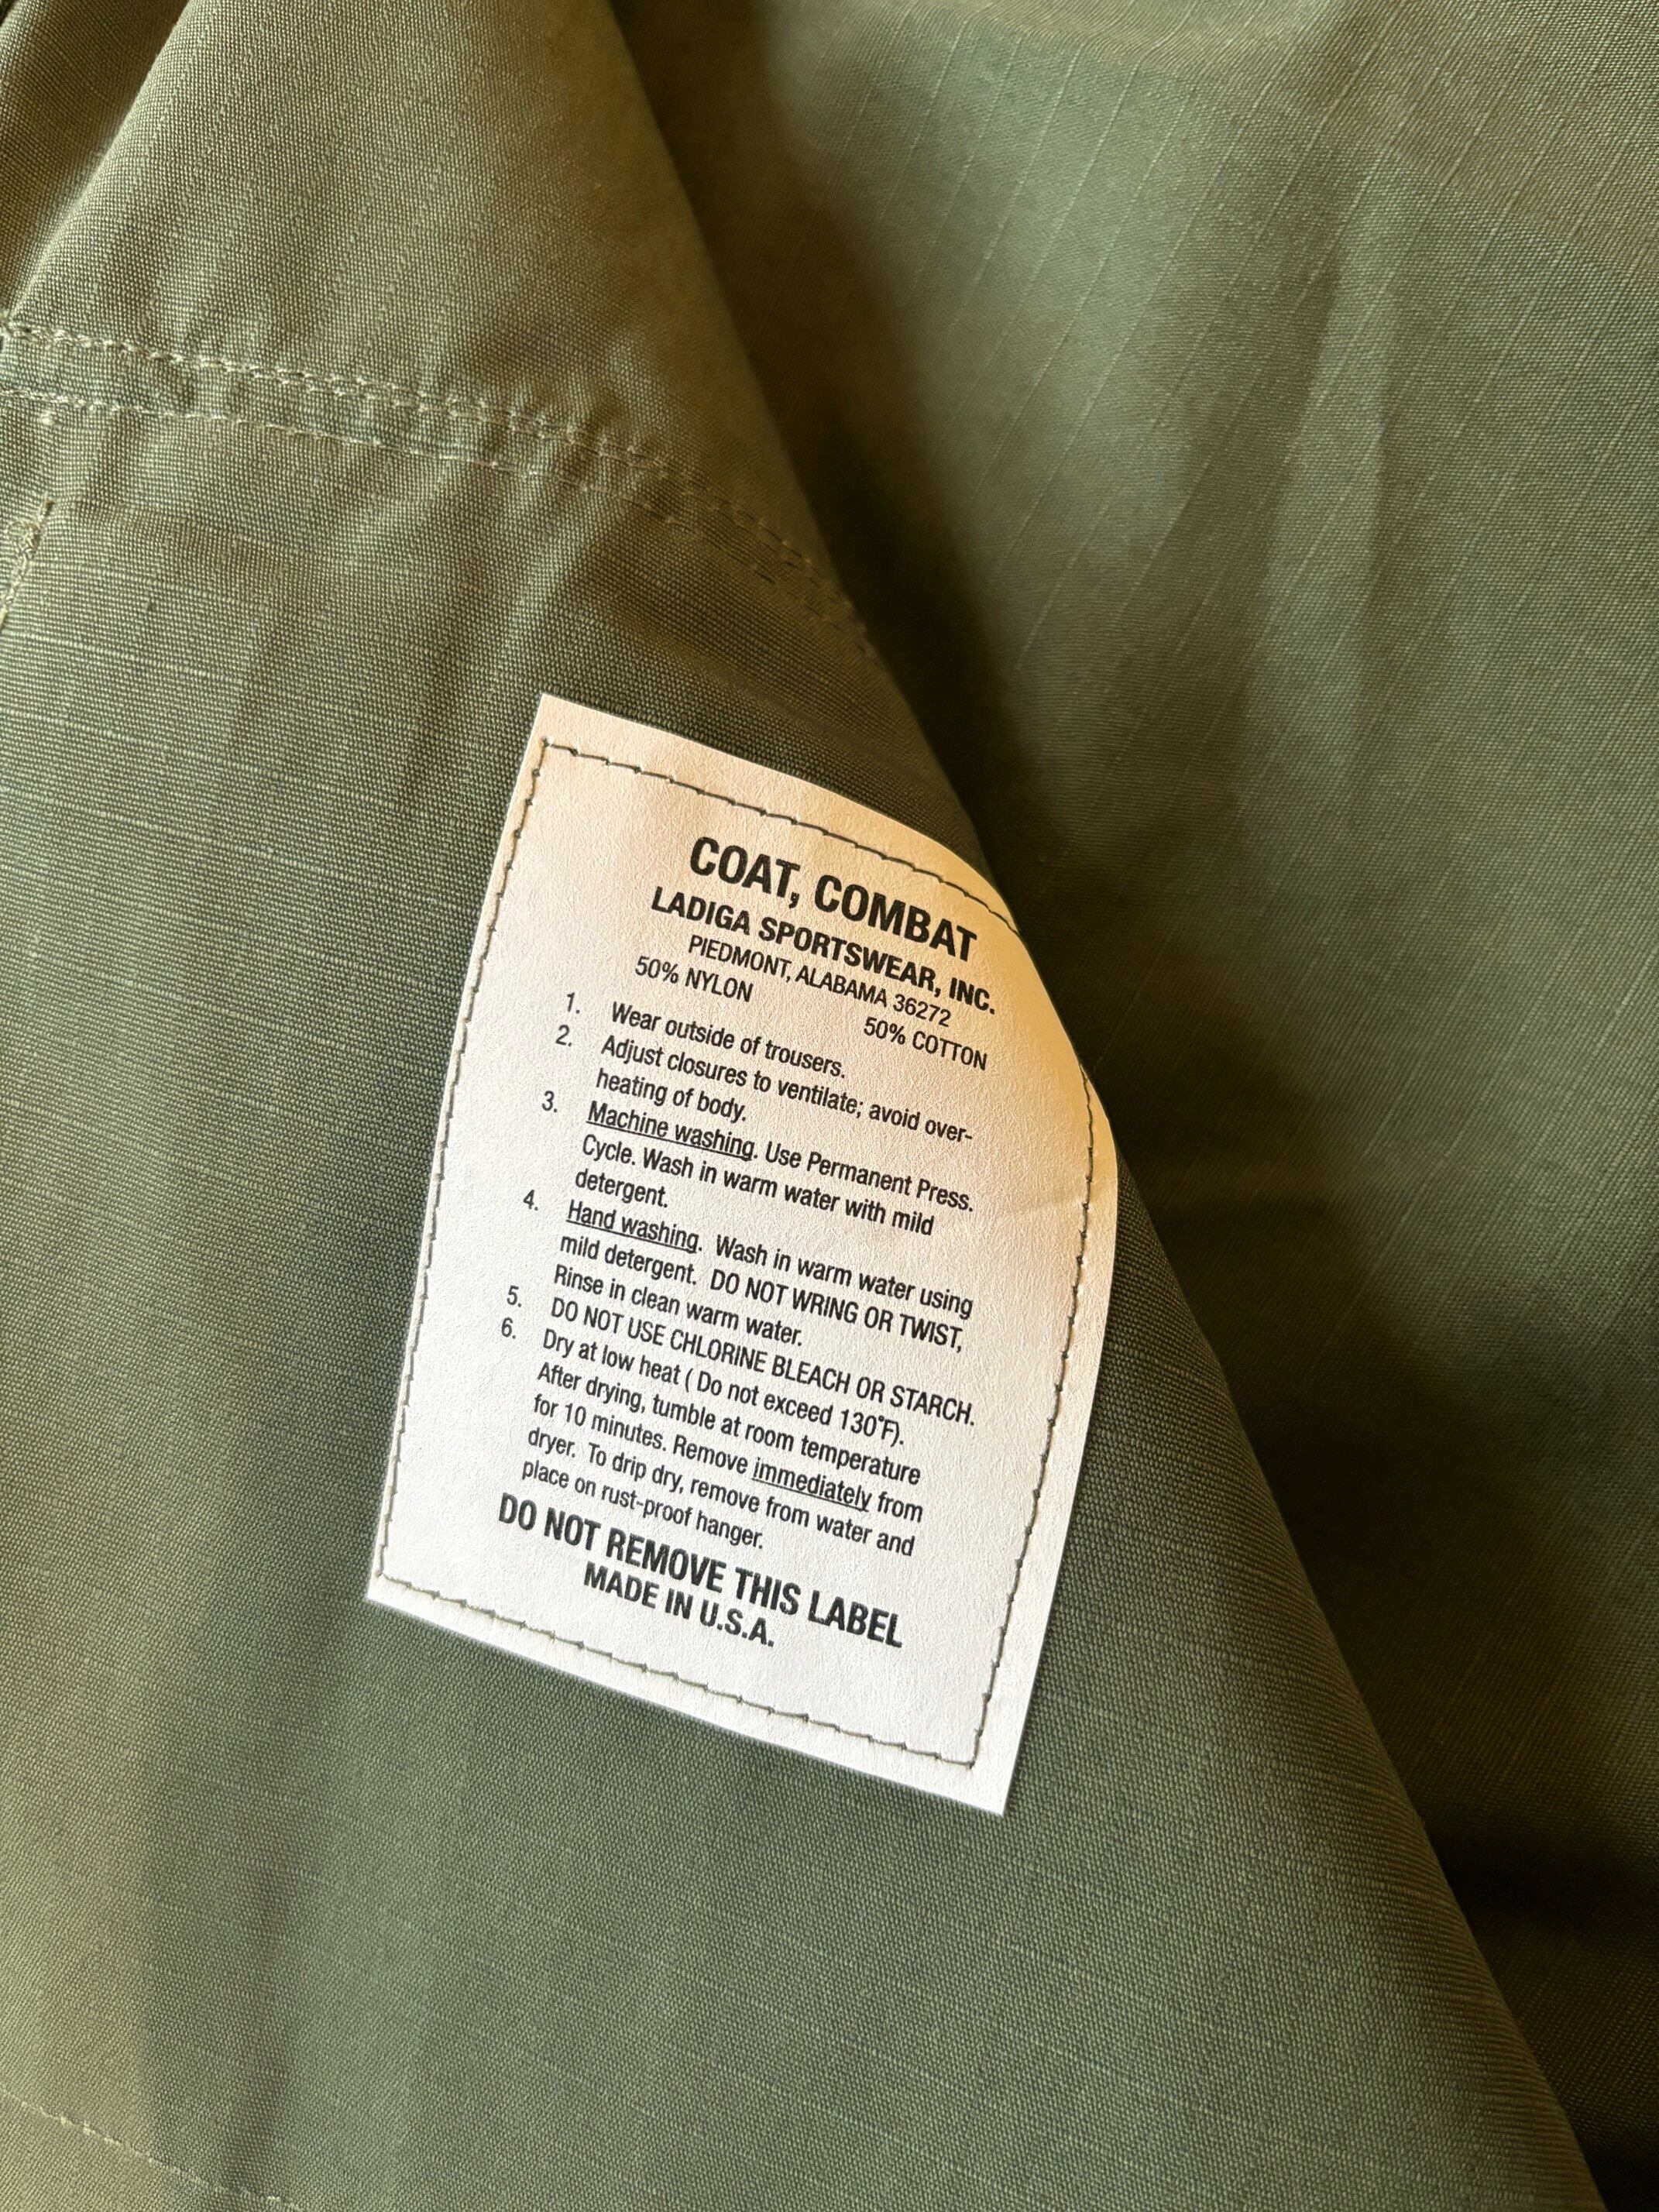 COAT, COMBAT
LADIGA SPORTSWEAR, INC.
PIEDMONT, ALABAMA 36272
50% NYLON 50% COTTON
1. Wear outside of trousers.
2. Adjust closures to ventilate; avoid over-
heating of body.
3. Machine washing. Use Permanent Press.
Cycle. Wash in warm water with mild
detergent.
4. Hand washing. Wash in warm water using
mild detergent. DO NOT WRING OR TWIST,
Rinse in clean warm water.
5. DO NOT USE CHLORINE BLEACH OR STARCH.
6. Dry at low heat ( Do not exceed 130°F).
After drying, tumble at room temperature
for 10 minutes. Remove immediately from
dryer. To drip dry, remove from water and
place on rust-proof hanger.
DO NOT REMOVE THIS LABEL
MADE IN U.S.A.